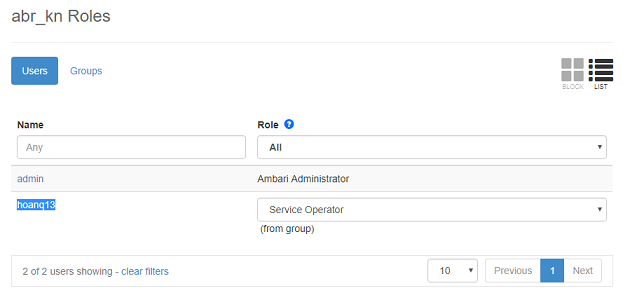 abr_kn Roles
Users Groups
BLOCK LIST
Name Role ?
Any All
admin Ambari Administrator
hoanq13 Service Operator
(from group)
2 of 2 users showing - clear filters 10 Previous 1 Next